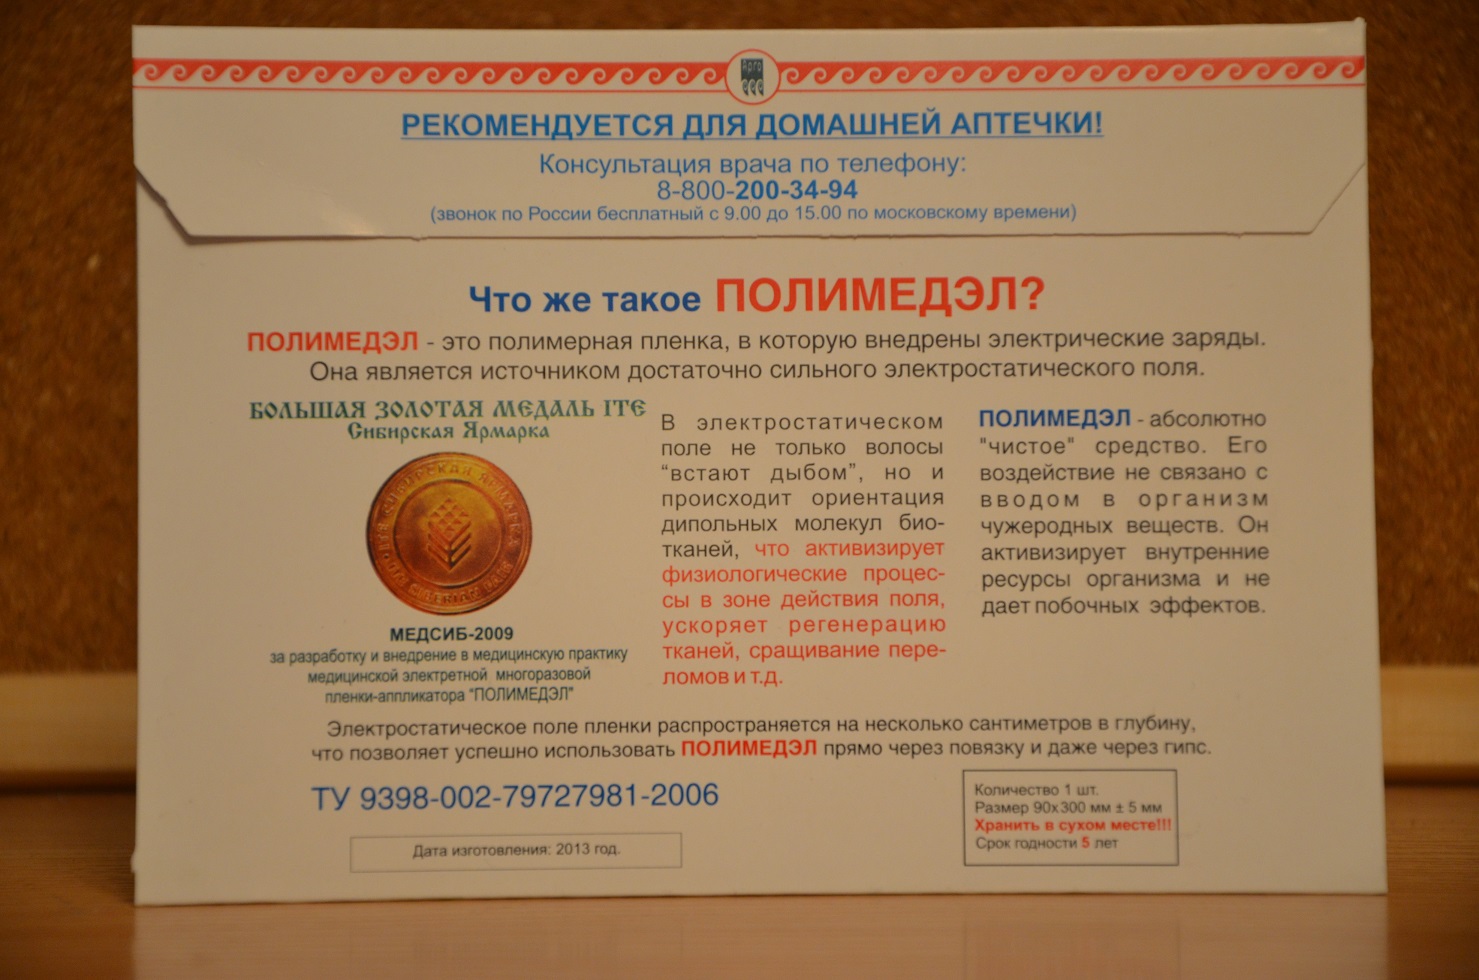 Арго
РЕКОМЕНДУЕТСЯ ДЛЯ ДОМАШНЕЙ АПТЕЧКИ!
Консультация врача по телефону:
8-800-200-34-94
(звонок по России бесплатный с 9.00 до 15.00 по московскому времени)
Что же такое ПОЛИМЕДЭЛ?
ПОЛИМЕДЭЛ - это полимерная пленка, в которую внедрены электрические заряды.
Она является источником достаточно сильного электростатического поля.
БОЛЬШАЯ ЗОЛОТАЯ МЕДАЛЬ ITE
Сибирская Ярмарка
СИБИРСКАЯ ЯРМАРКА
SIBERIAN FAIR
МЕДСИБ-2009
за разработку и внедрение в медицинскую практику
медицинской электретной многоразовой
пленки-аппликатора "ПОЛИМЕДЭЛ"
В электростатическом
поле не только волосы
“встают дыбом”, но и
происходит ориентация
дипольных молекул био-
тканей, что активизирует
физиологические процес-
сы в зоне действия поля,
ускоряет регенерацию
тканей, сращивание пере-
ломов и т.д.
ПОЛИМЕДЭЛ - абсолютно
"чистое" средство. Его
воздействие не связано с
вводом в организм
чужеродных веществ. Он
активизирует внутренние
ресурсы организма и не
дает побочных эффектов.
Электростатическое поле пленки распространяется на несколько сантиметров в глубину,
что позволяет успешно использовать ПОЛИМЕДЭЛ прямо через повязку и даже через гипс.
ТУ 9398-002-79727981-2006
Дата изготовления: 2013 год.
Количество 1 шт.
Размер 90х300 мм ± 5 мм
Хранить в сухом месте!!!
Срок годности 5 лет